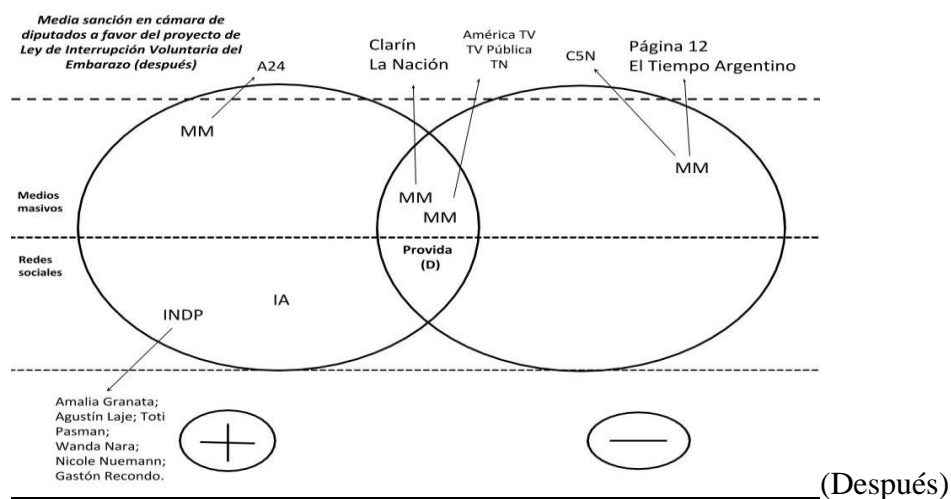 Media sanción en cámara de
diputados a favor del proyecto de
Ley de Interrupción Voluntaria del
Embarazo (después)
A24
Clarín
La Nación
América TV
TV Pública
TN
C5N
Página 12
El Tiempo Argentino
MM
MM
MM
MM
Medios
masivos
Provida
(D)
Redes
sociales
IA
INDP
Amalia Granata;
Agustín Laje; Toti
Pasman;
Wanda Nara;
Nicole Nuemann;
Gastón Recondo.
(Después)